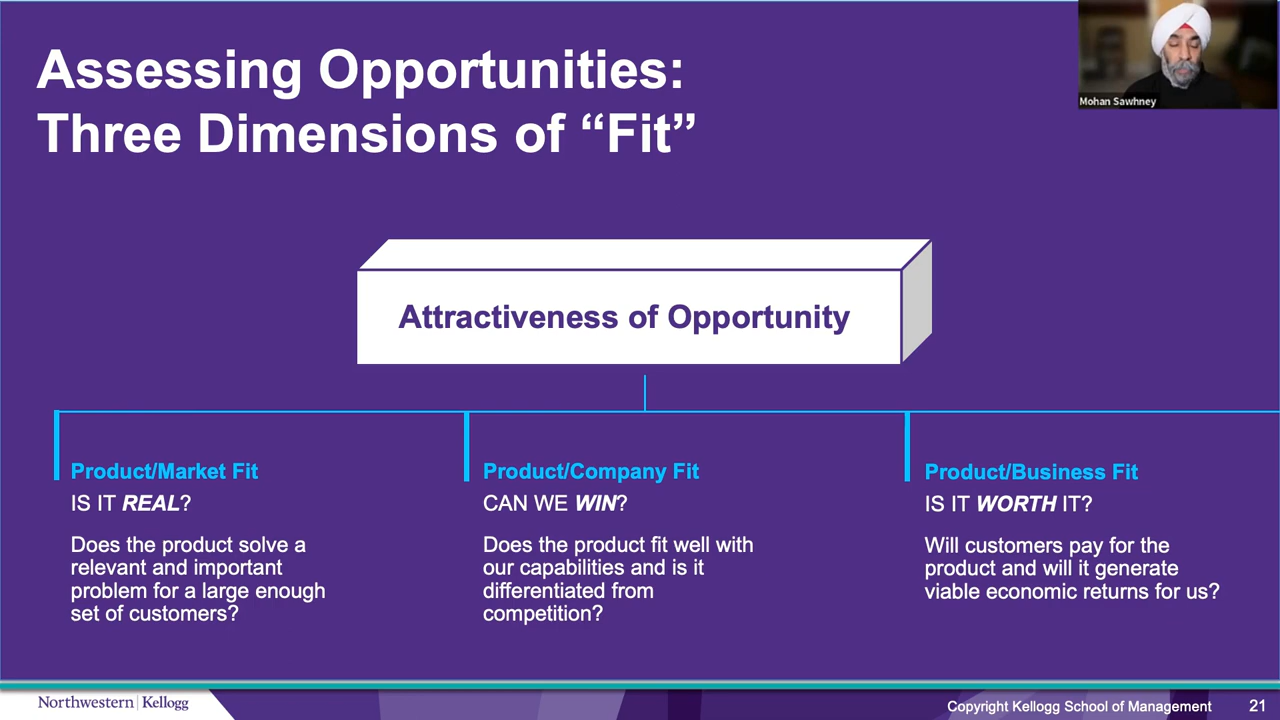 Assessing Opportunities:
Three Dimensions of “Fit”
Mohan Sawhney
Attractiveness of Opportunity
Product/Market Fit
IS IT REAL?
Does the product solve a
relevant and important
problem for a large enough
set of customers?
Product/Company Fit
CAN WE WIN?
Does the product fit well with
our capabilities and is it
differentiated from
competition?
Product/Business Fit
IS IT WORTH IT?
Will customers pay for the
product and will it generate
viable economic returns for us?
Northwestern | Kellogg
Copyright Kellogg School of Management 21